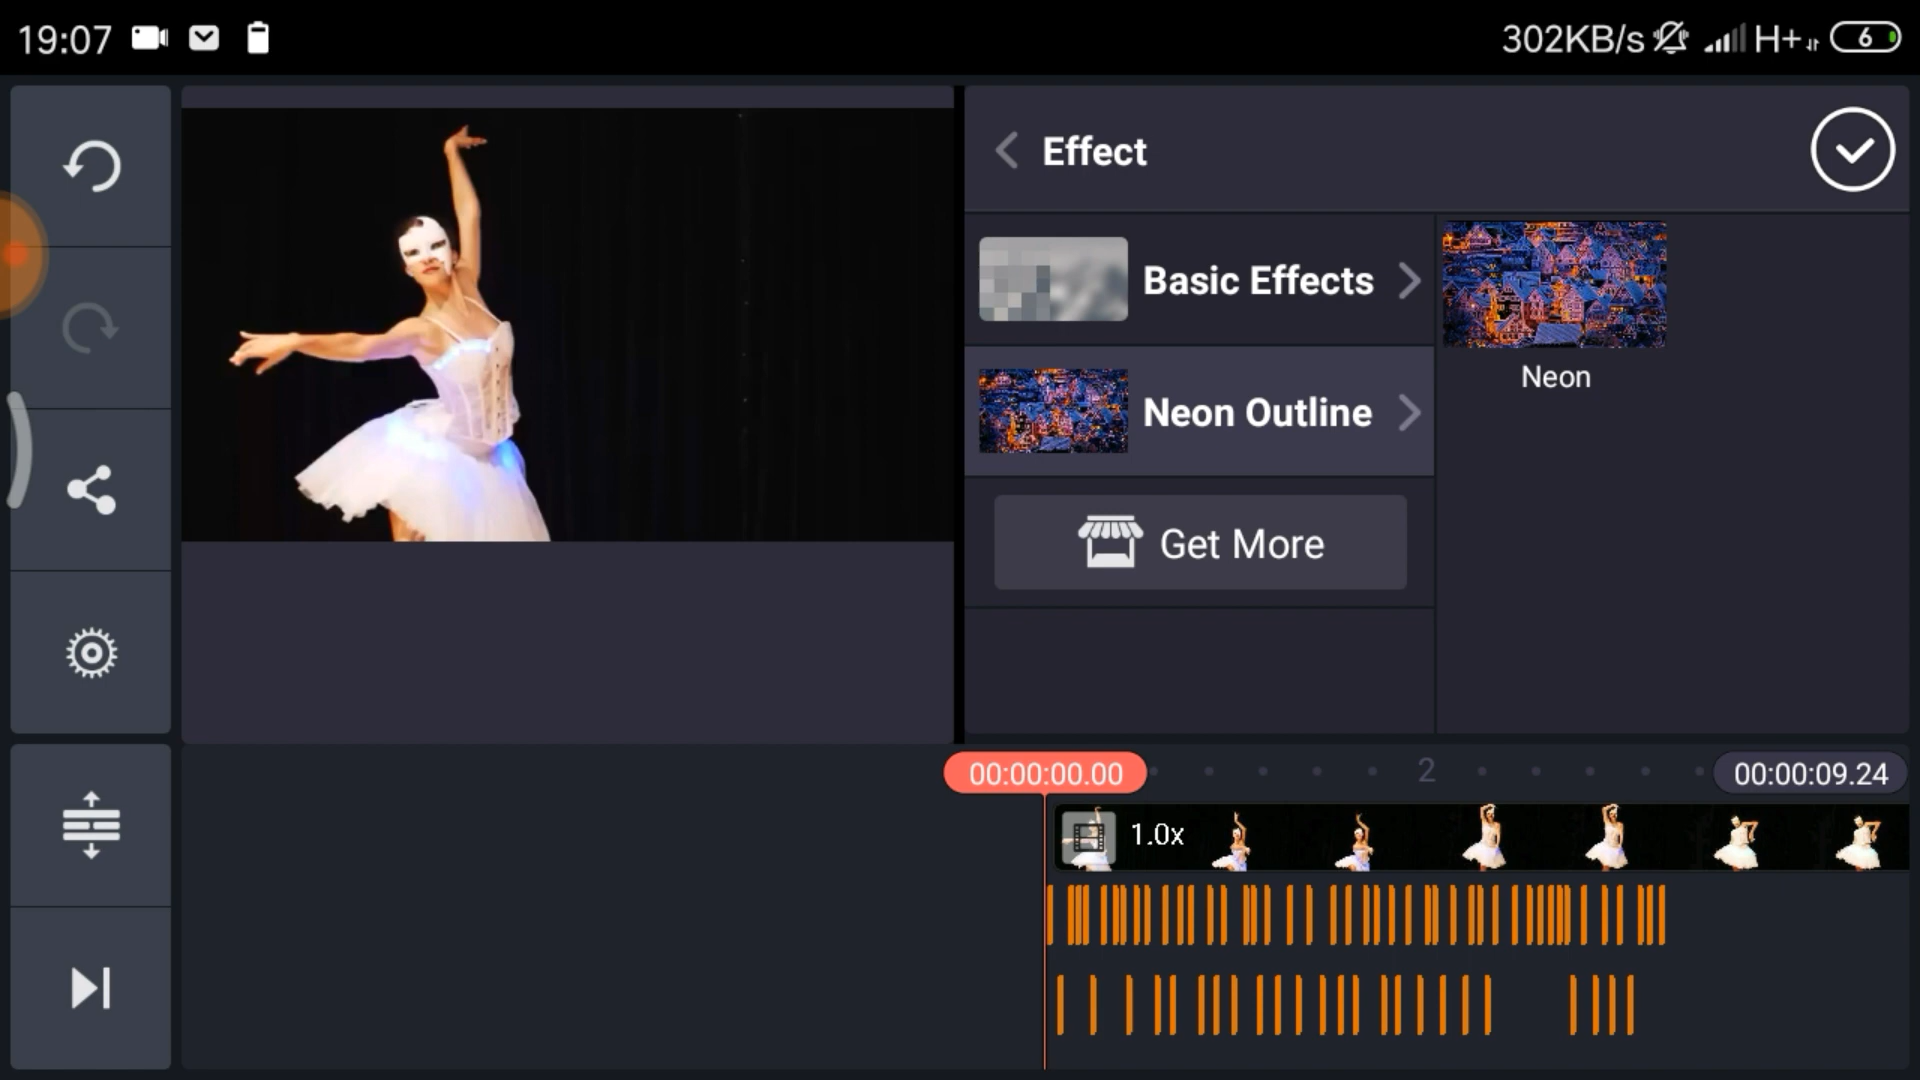 19:07
302KB/s H+ 6
Effect
Basic Effects
Neon
Neon Outline
Get More
00:00:00.00 2 00:00:09.24
1.0x